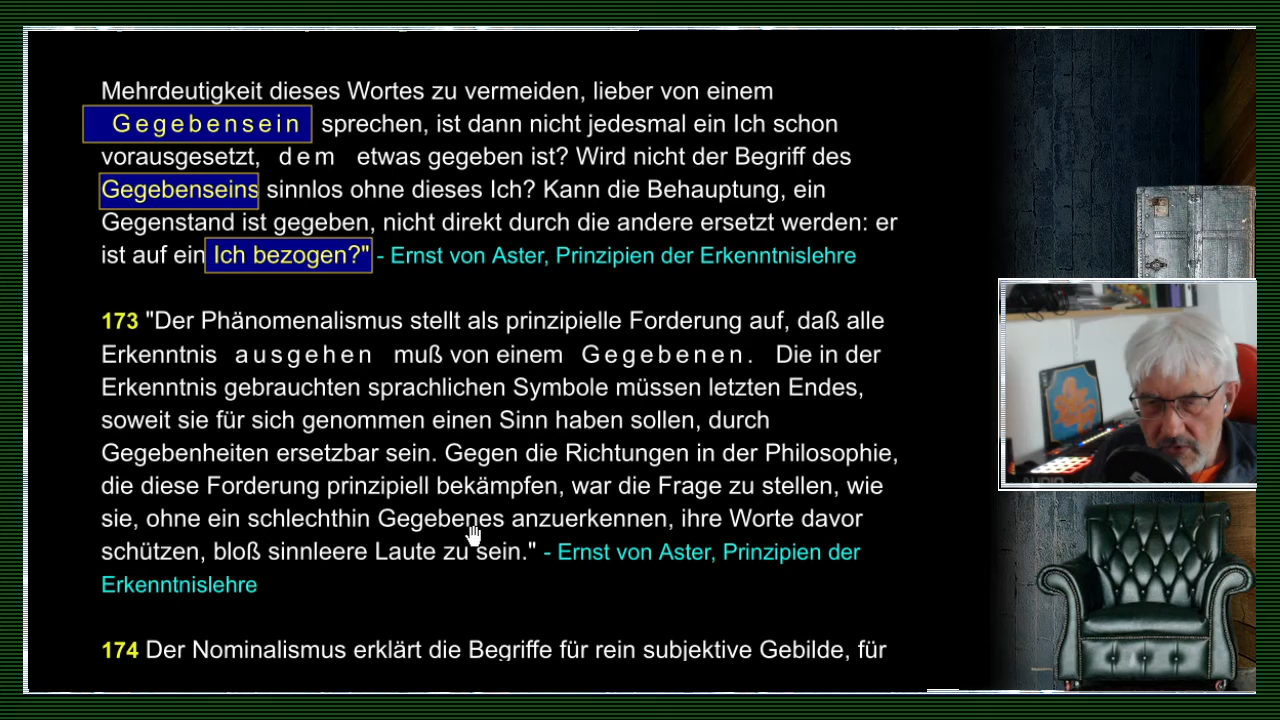 Mehrdeutigkeit dieses Wortes zu vermeiden, lieber von einem
Gegebensein sprechen, ist dann nicht jedesmal ein Ich schon
vorausgesetzt, dem etwas gegeben ist? Wird nicht der Begriff des
Gegebenseins sinnlos ohne dieses Ich? Kann die Behauptung, ein
Gegenstand ist gegeben, nicht direkt durch die andere ersetzt werden: er
ist auf ein Ich bezogen?" - Ernst von Aster, Prinzipien der Erkenntnislehre
173 "Der Phänomenalismus stellt als prinzipielle Forderung auf, daß alle
Erkenntnis ausgehen muß von einem Gegebenen. Die in der
Erkenntnis gebrauchten sprachlichen Symbole müssen letzten Endes,
soweit sie für sich genommen einen Sinn haben sollen, durch
Gegebenheiten ersetzbar sein. Gegen die Richtungen in der Philosophie,
die diese Forderung prinzipiell bekämpfen, war die Frage zu stellen, wie
sie, ohne ein schlechthin Gegebenes anzuerkennen, ihre Worte davor
schützen, bloß sinnleere Laute zu sein." - Ernst von Aster, Prinzipien der
Erkenntnislehre
174 Der Nominalismus erklärt die Begriffe für rein subjektive Gebilde, für